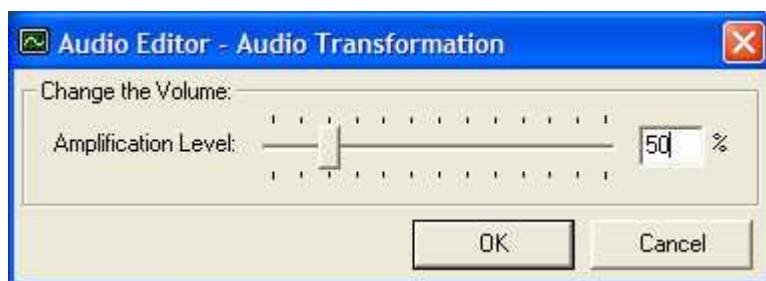 Audio Editor - Audio Transformation
Change the Volume:
Amplification Level: 50 %
OK Cancel